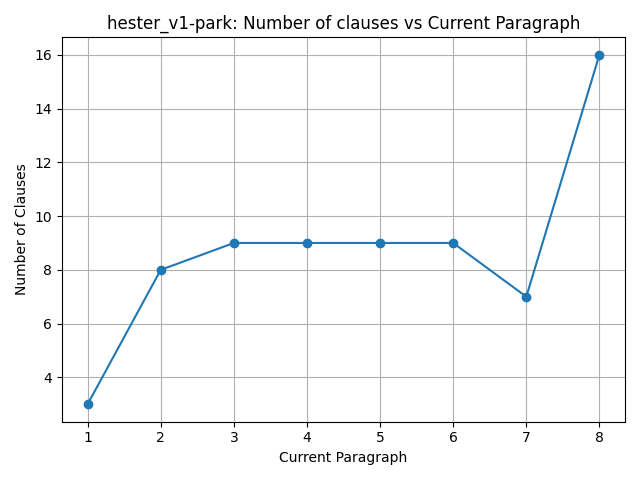 hester_v1-park: Number of clauses vs Current Paragraph
16
14
12
10
8
6
4
Number of Clauses
1 2 3 4 5 6 7 8
Current Paragraph